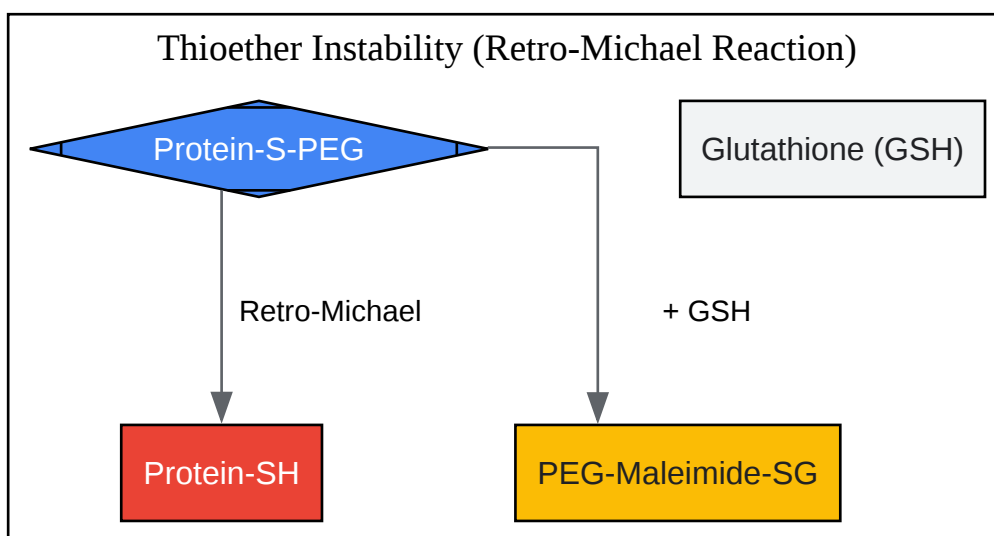 Thioether Instability (Retro-Michael Reaction)
Protein-S-PEG
Glutathione (GSH)
Retro-Michael
+ GSH
Protein-SH
PEG-Maleimide-SG